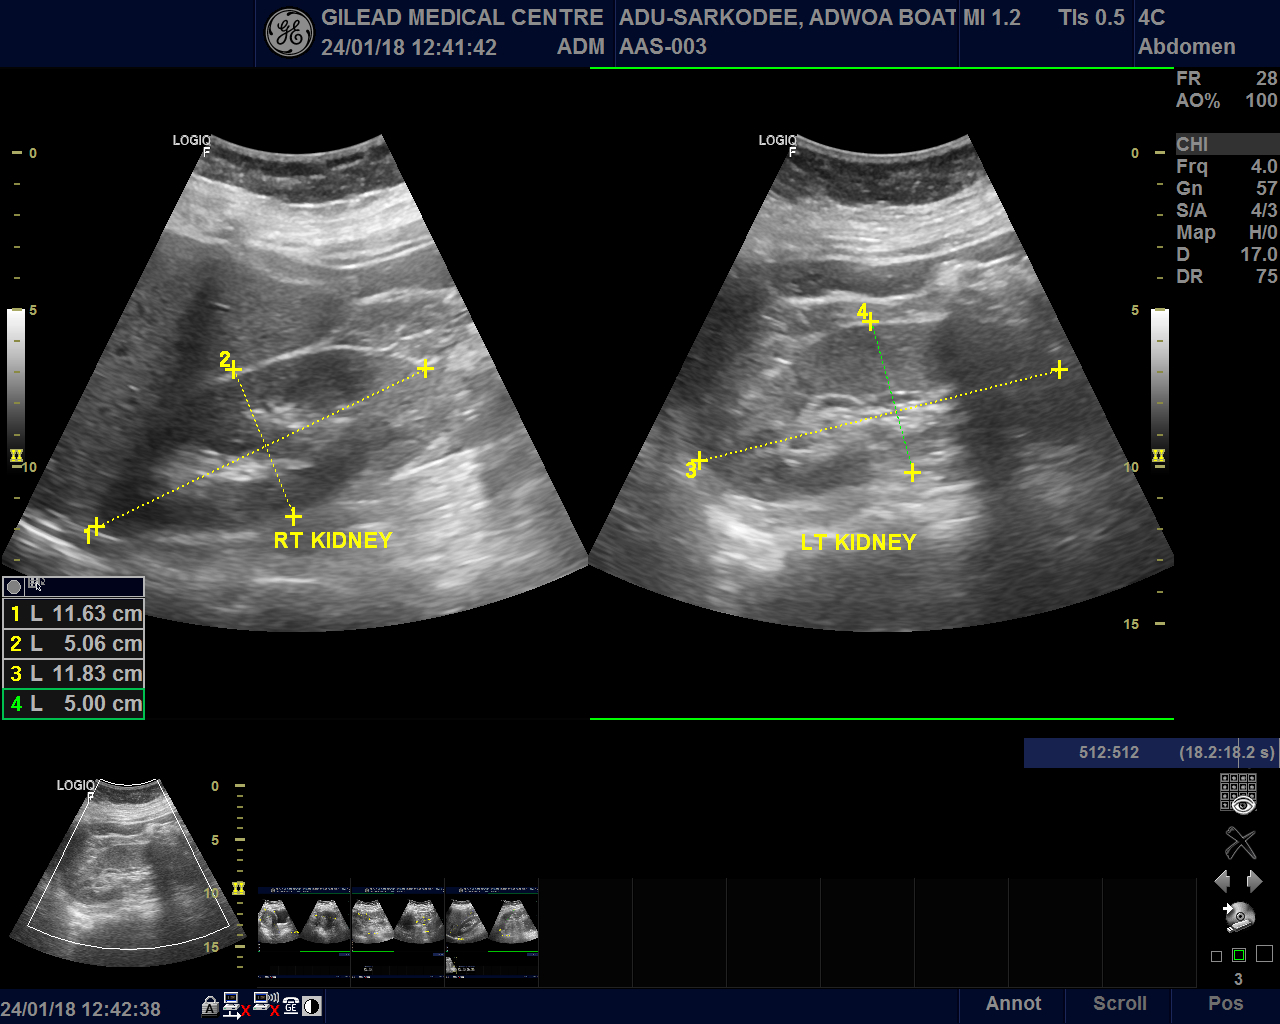 GILEAD MEDICAL CENTRE
24/01/18 12:41:42 ADM
ADU-SARKODEE, ADWOA BOAT
AAS-003
MI 1.2 TIs 0.5
4C
Abdomen
FR 28
AO% 100
CHI
Frq 4.0
Gn 57
S/A 4/3
Map H/0
D 17.0
DR 75
LOGIQ
F
0
5
10
2
1
RT KIDNEY
LOGIQ
F
0
5
10
15
4
3
LT KIDNEY
1 L 11.63 cm
2 L 5.06 cm
3 L 11.83 cm
4 L 5.00 cm
512:512 (18.2:18.2 s)
LOGIQ
F
0
5
10
15
3
24/01/18 12:42:38
A
GE
Annot Scroll Pos